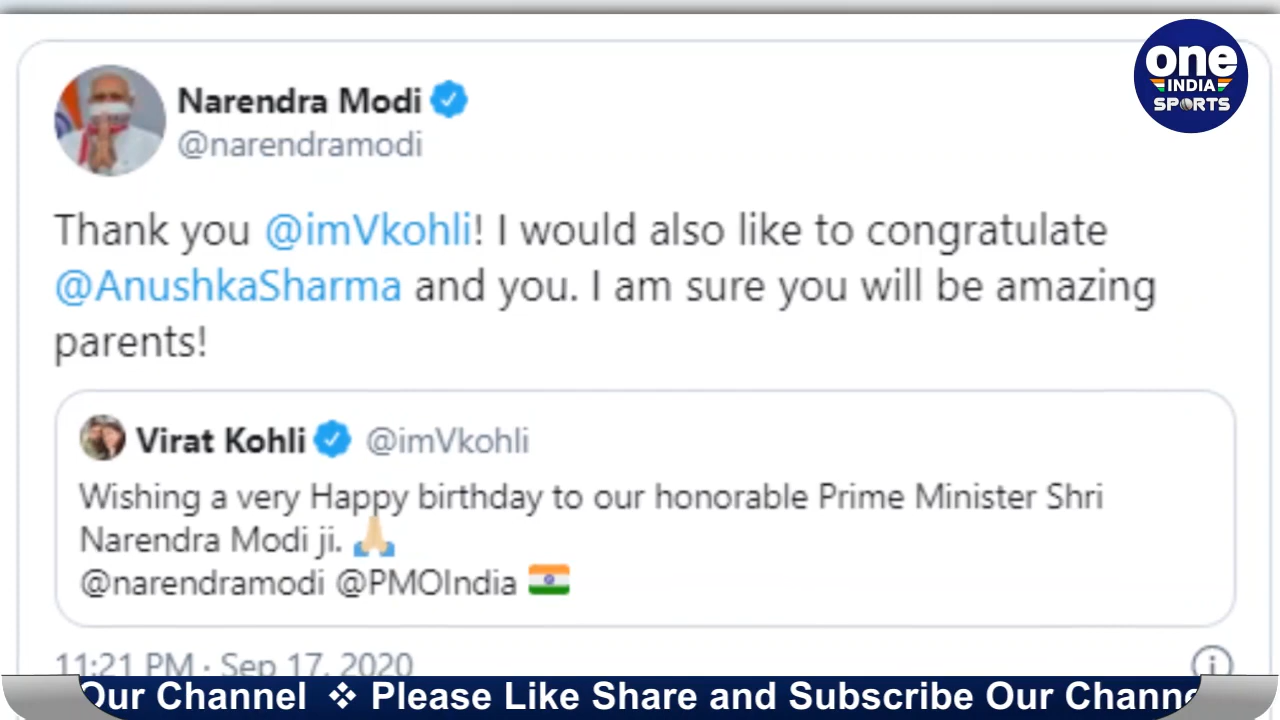 one
INDIA
SPORTS
Narendra Modi
@narendramodi
Thank you @imVkohli! I would also like to congratulate
@AnushkaSharma and you. I am sure you will be amazing
parents!
Virat Kohli @imVkohli
Wishing a very Happy birthday to our honorable Prime Minister Shri
Narendra Modi ji. 🙏🏼
@narendramodi @PMOIndia 🇮🇳
11:21 PM · Sep 17, 2020
Our Channel ❖ Please Like Share and Subscribe Our Channe